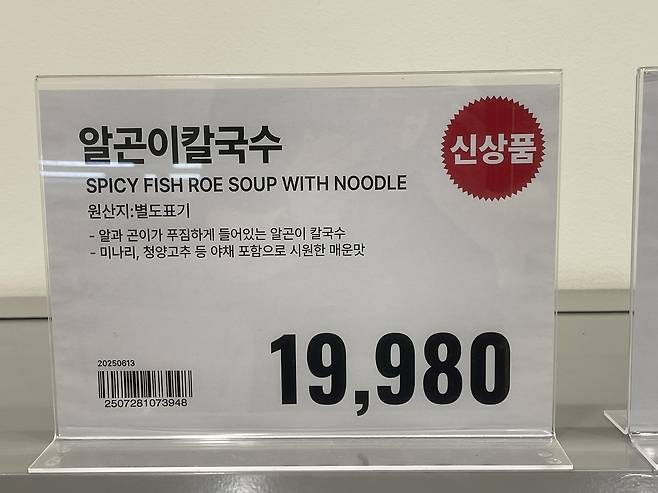 알곤이칼국수
신상품
SPICY FISH ROE SOUP WITH NOODLE
원산지:별도표기
- 알과 곤이가 푸짐하게 들어있는 알곤이 칼국수
- 미나리, 청양고추 등 야채 포함으로 시원한 매운맛
20250613
2507281073948
19,980